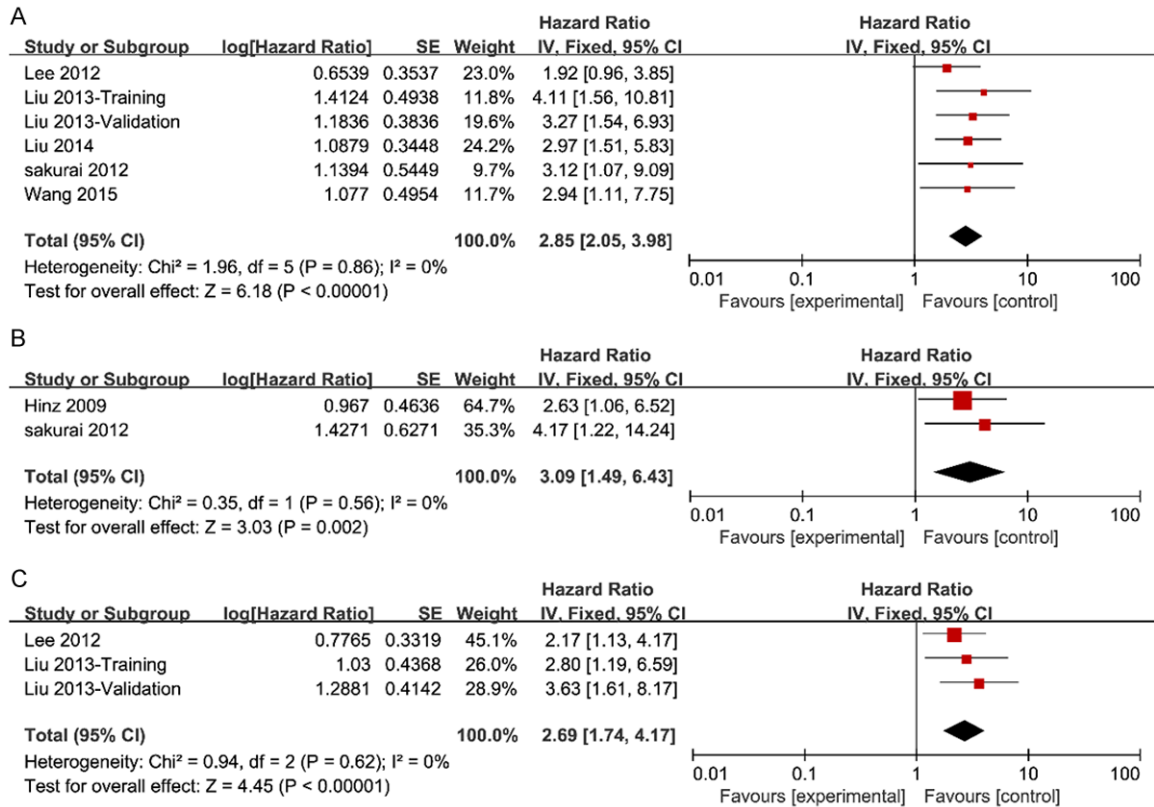 A
Hazard Ratio Hazard Ratio
Study or Subgroup log[Hazard Ratio] SE Weight IV, Fixed, 95% CI IV, Fixed, 95% CI
Lee 2012 0.6539 0.3537 23.0% 1.92 [0.96, 3.85]
Liu 2013-Training 1.4124 0.4938 11.8% 4.11 [1.56, 10.81]
Liu 2013-Validation 1.1836 0.3836 19.6% 3.27 [1.54, 6.93]
Liu 2014 1.0879 0.3448 24.2% 2.97 [1.51, 5.83]
sakurai 2012 1.1394 0.5449 9.7% 3.12 [1.07, 9.09]
Wang 2015 1.077 0.4954 11.7% 2.94 [1.11, 7.75]
Total (95% CI) 100.0% 2.85 [2.05, 3.98]
Heterogeneity: Chi² = 1.96, df = 5 (P = 0.86); I² = 0%
Test for overall effect: Z = 6.18 (P < 0.00001)
0.01 0.1 1 10 100
Favours [experimental] Favours [control]
B
Hazard Ratio Hazard Ratio
Study or Subgroup log[Hazard Ratio] SE Weight IV, Fixed, 95% CI IV, Fixed, 95% CI
Hinz 2009 0.967 0.4636 64.7% 2.63 [1.06, 6.52]
sakurai 2012 1.4271 0.6271 35.3% 4.17 [1.22, 14.24]
Total (95% CI) 100.0% 3.09 [1.49, 6.43]
Heterogeneity: Chi² = 0.35, df = 1 (P = 0.56); I² = 0%
Test for overall effect: Z = 3.03 (P = 0.002)
0.01 0.1 1 10 100
Favours [experimental] Favours [control]
C
Hazard Ratio Hazard Ratio
Study or Subgroup log[Hazard Ratio] SE Weight IV, Fixed, 95% CI IV, Fixed, 95% CI
Lee 2012 0.7765 0.3319 45.1% 2.17 [1.13, 4.17]
Liu 2013-Training 1.03 0.4368 26.0% 2.80 [1.19, 6.59]
Liu 2013-Validation 1.2881 0.4142 28.9% 3.63 [1.61, 8.17]
Total (95% CI) 100.0% 2.69 [1.74, 4.17]
Heterogeneity: Chi² = 0.94, df = 2 (P = 0.62); I² = 0%
Test for overall effect: Z = 4.45 (P < 0.00001)
0.01 0.1 1 10 100
Favours [experimental] Favours [control]